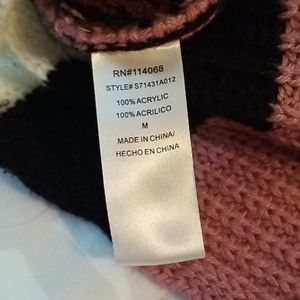 RN#114068
STYLE# S71431A012
100% ACRYLIC
100% ACRILICO
M
MADE IN CHINA/
HECHO EN CHINA